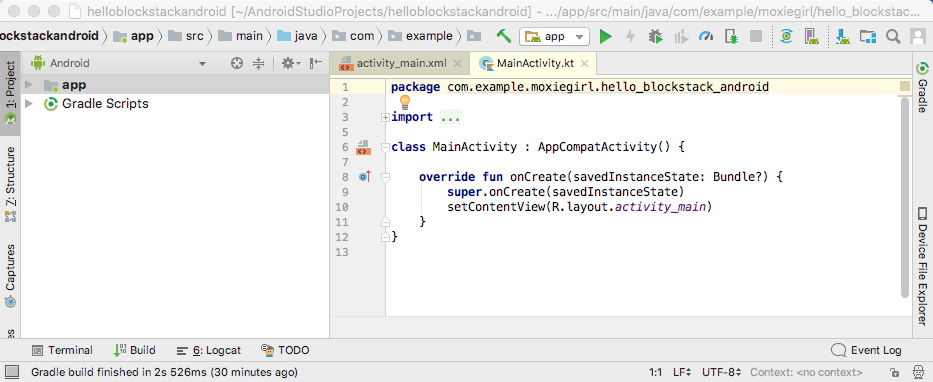 helloblockstackandroid [~/AndroidStudioProjects/helloblockstackandroid] – .../app/src/main/java/com/example/moxiegirl/hello_blockstac...
ockstackandroid app src main java com example app
1: Project
Z: Structure
Captures
es
Android
app
Gradle Scripts
activity_main.xml
MainActivity.kt
1 package com.example.moxiegirl.hello_blockstack_android
2
3 import ...
5
6 class MainActivity : AppCompatActivity() {
7
8 override fun onCreate(savedInstanceState: Bundle?) {
9 super.onCreate(savedInstanceState)
10 setContentView(R.layout.activity_main)
11 }
12 }
13
Gradle
Device File Explorer
Terminal Build 6: Logcat TODO Event Log
Gradle build finished in 2s 526ms (30 minutes ago) 1:1 LF UTF-8 Context: <no context>